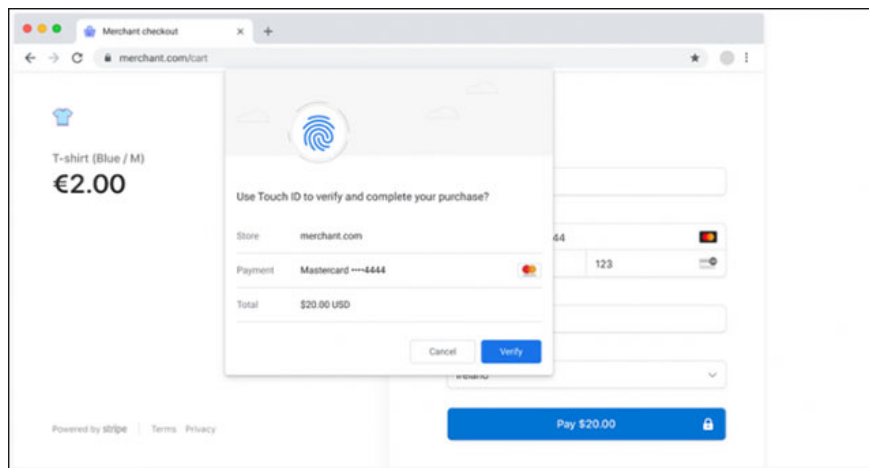 Merchant checkout
merchant.com/cart
T-shirt (Blue / M)
€2.00
Use Touch ID to verify and complete your purchase?
Store merchant.com
Payment Mastercard ····4444
Total $20.00 USD
Cancel Verify
44
123
Ireland
Pay $20.00
Powered by stripe Terms Privacy